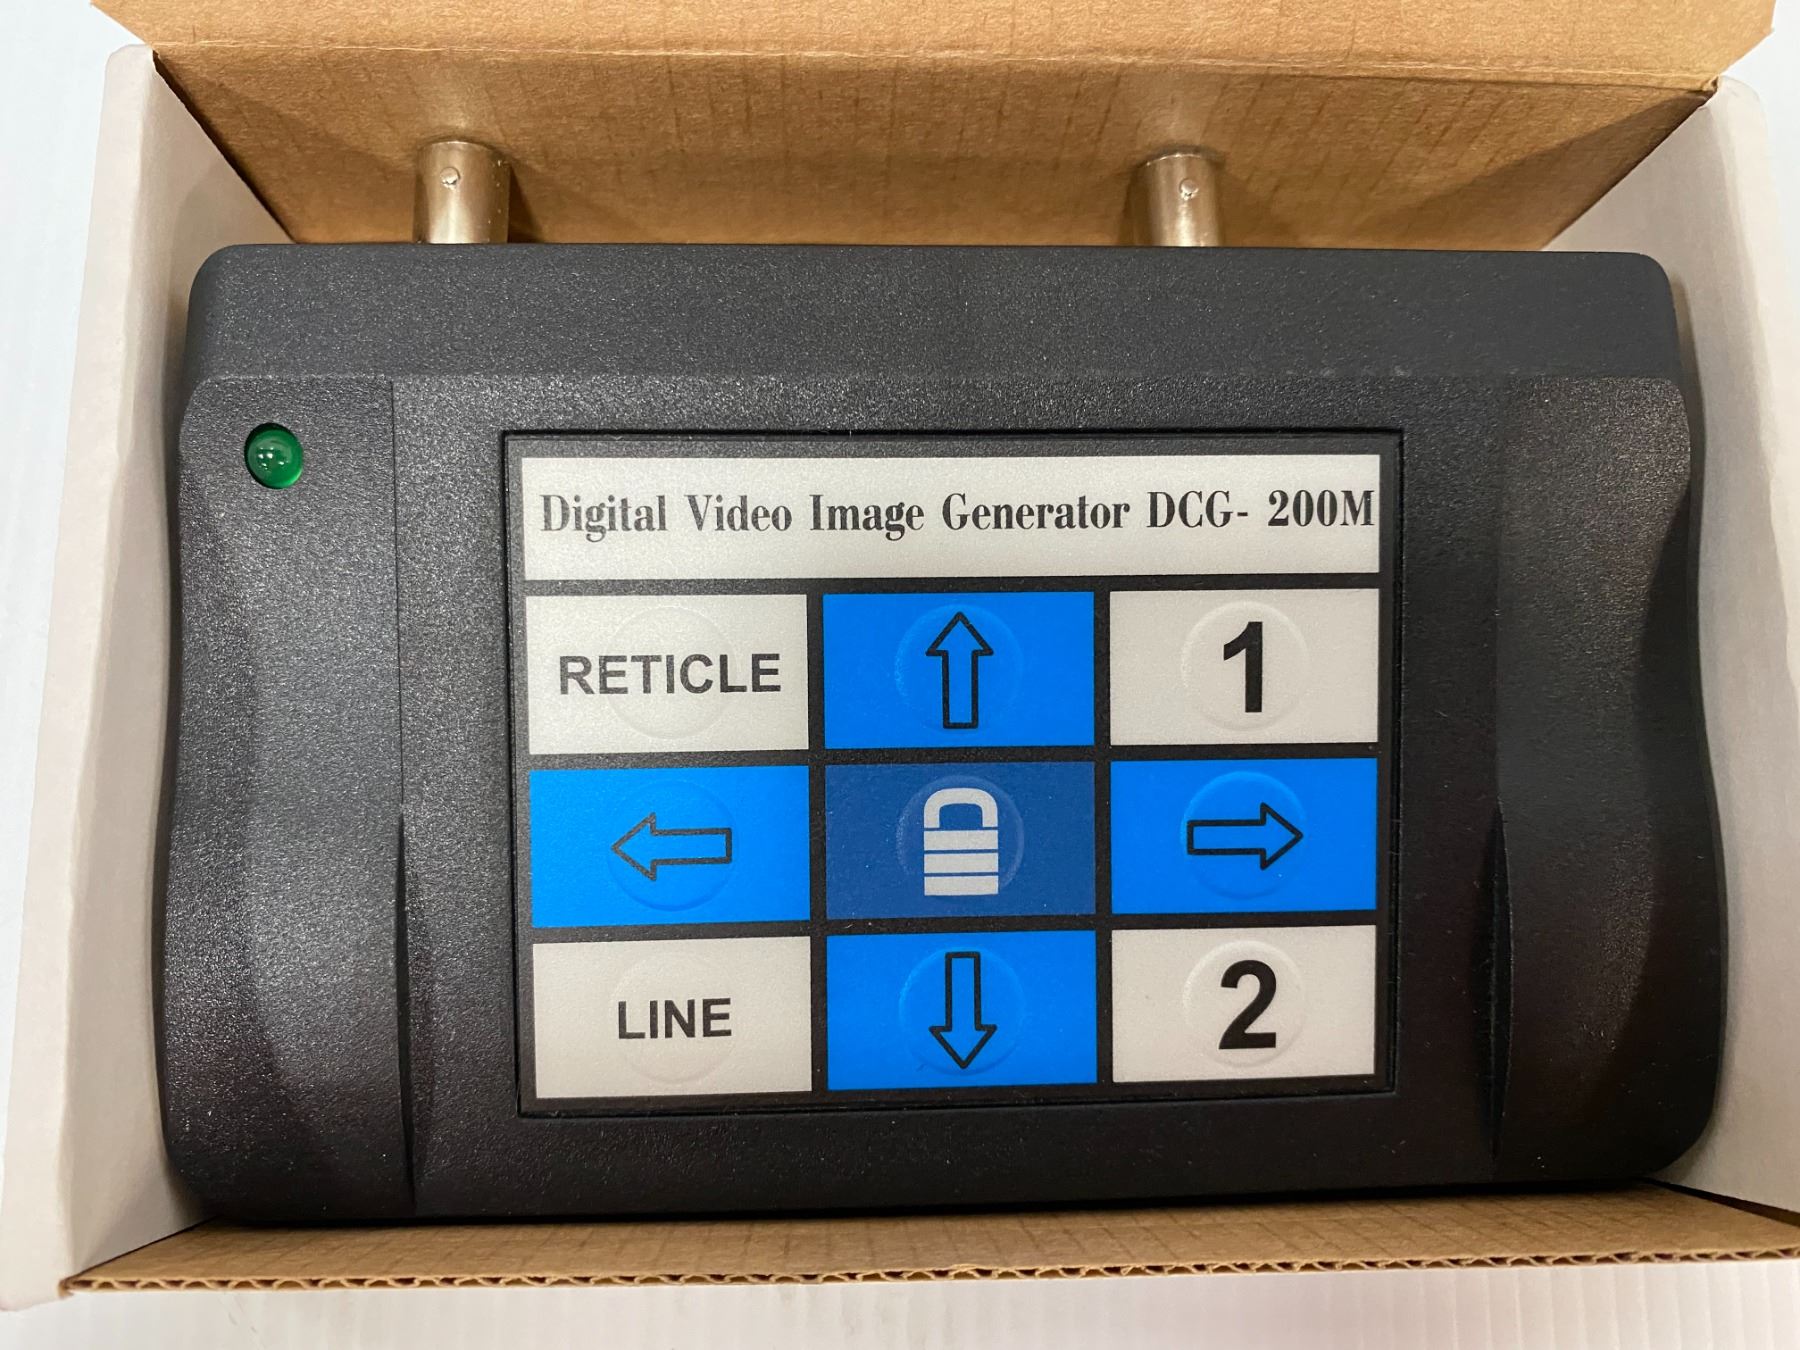 Digital Video Image Generator DCG- 200M
RETICLE
1
LINE
2